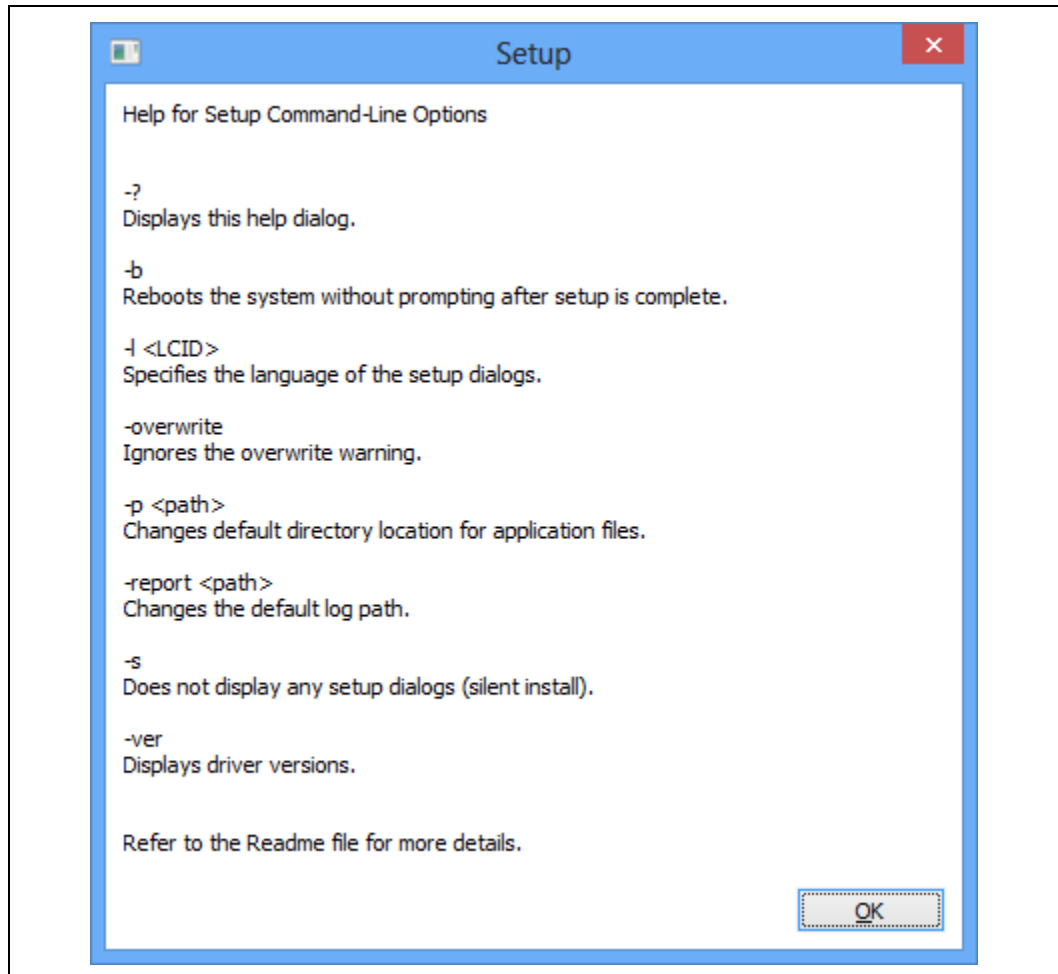 Setup
Help for Setup Command-Line Options
-?
Displays this help dialog.
-b
Reboots the system without prompting after setup is complete.
-l <LCID>
Specifies the language of the setup dialogs.
-overwrite
Ignores the overwrite warning.
-p <path>
Changes default directory location for application files.
-report <path>
Changes the default log path.
-s
Does not display any setup dialogs (silent install).
-ver
Displays driver versions.
Refer to the Readme file for more details.
OK